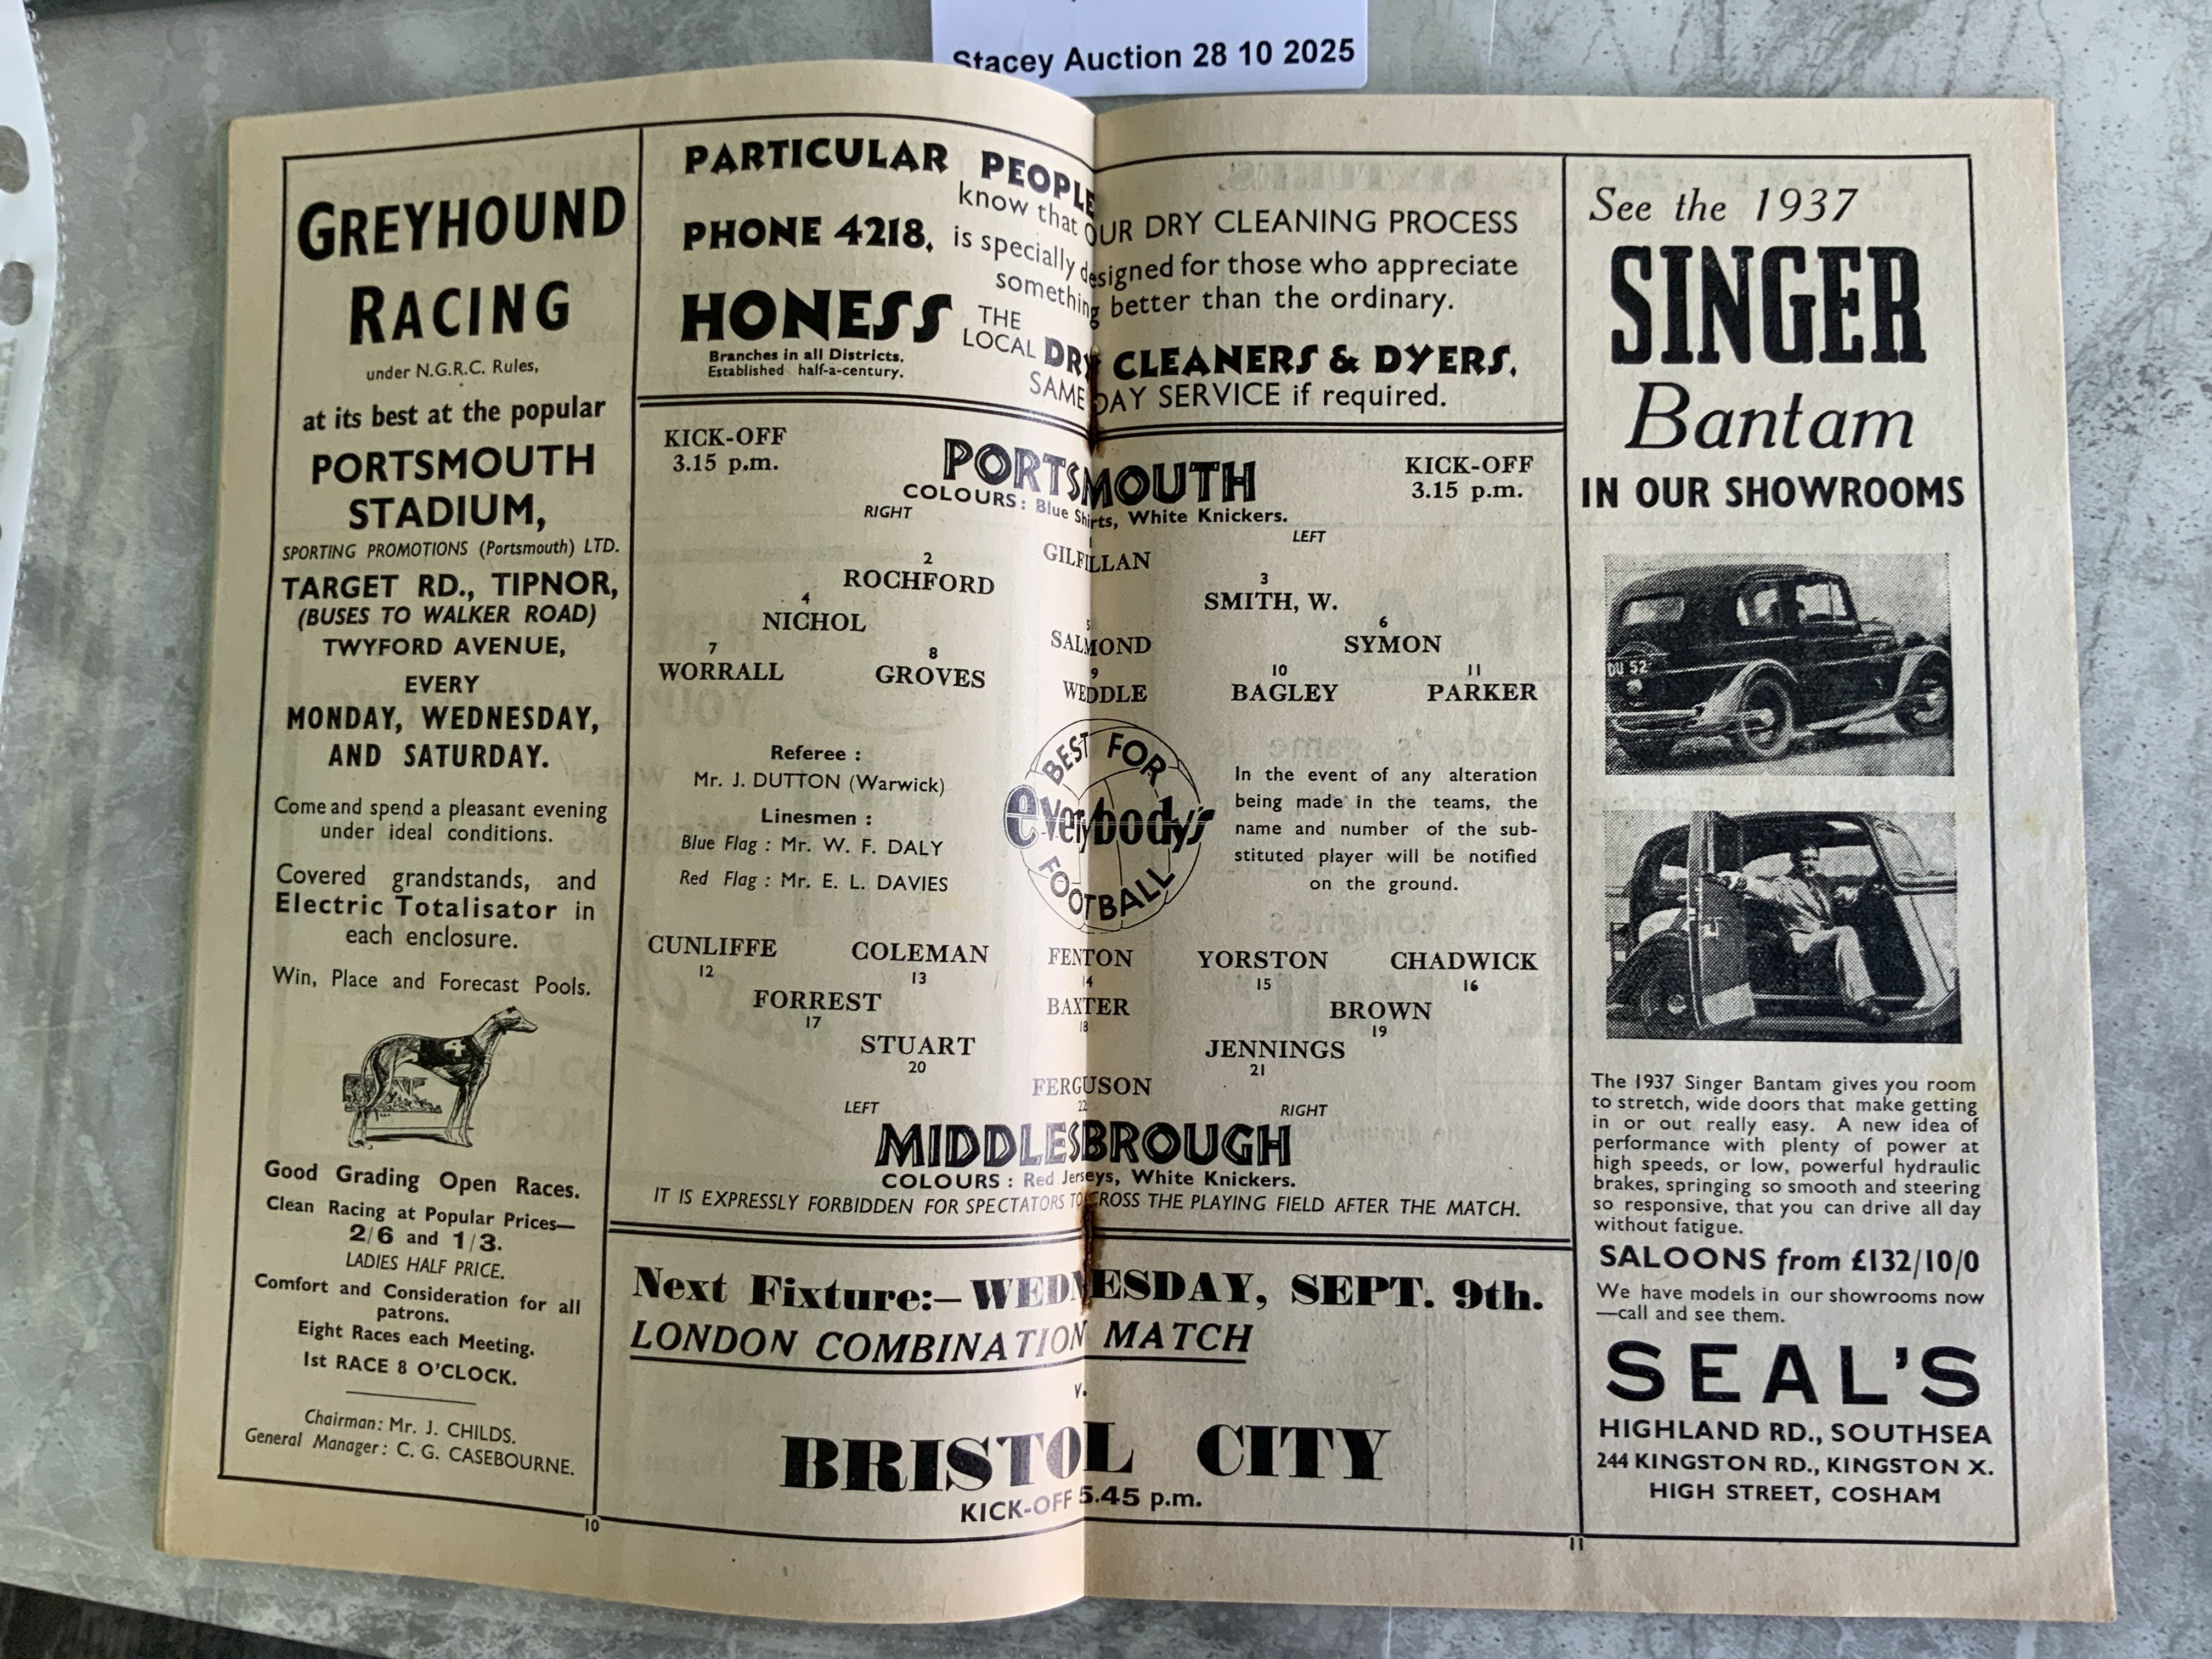 Stacey Auction 28 10 2025
GREYHOUND
RACING
under N.G.R.C. Rules,
at its best at the popular
PORTSMOUTH
STADIUM,
SPORTING PROMOTIONS (Portsmouth) LTD.
TARGET RD., TIPNOR,
(BUSES TO WALKER ROAD)
TWYFORD AVENUE,
EVERY
MONDAY, WEDNESDAY,
AND SATURDAY.
Come and spend a pleasant evening
under ideal conditions.
Covered grandstands, and
Electric Totalisator in
each enclosure.
Win, Place and Forecast Pools.
4
Good Grading Open Races.
Clean Racing at Popular Prices—
2/6 and 1/3.
LADIES HALF PRICE.
Comfort and Consideration for all
patrons.
Eight Races each Meeting.
1st RACE 8 O'CLOCK.
Chairman: Mr. J. CHILDS.
General Manager: C. G. CASEBOURNE.
10
PARTICULAR PEOPLE
know that OUR DRY CLEANING PROCESS
PHONE 4218, is specially designed for those who appreciate
something better than the ordinary.
HONESS THE LOCAL DRY CLEANERS & DYERS,
Branches in all Districts.
Established half-a-century.
SAME DAY SERVICE if required.
KICK-OFF
3.15 p.m.
PORTSMOUTH
COLOURS: Blue Shirts, White Knickers.
KICK-OFF
3.15 p.m.
RIGHT
LEFT
1
GILFILLAN
2
ROCHFORD
3
SMITH, W.
4
NICHOL
5
SALMOND
6
SYMON
7
WORRALL
8
GROVES
9
WEDDLE
10
BAGLEY
11
PARKER
Referee :
Mr. J. DUTTON (Warwick)
Linesmen :
Blue Flag : Mr. W. F. DALY
Red Flag : Mr. E. L. DAVIES
BEST FOR
everybody's
FOOTBALL
In the event of any alteration
being made in the teams, the
name and number of the sub-
stituted player will be notified
on the ground.
CUNLIFFE
12
COLEMAN
13
FENTON
14
YORSTON
15
CHADWICK
16
FORREST
17
BAXTER
18
BROWN
19
STUART
20
JENNINGS
21
FERGUSON
22
LEFT
RIGHT
MIDDLESBROUGH
COLOURS : Red Jerseys, White Knickers.
IT IS EXPRESSLY FORBIDDEN FOR SPECTATORS TO CROSS THE PLAYING FIELD AFTER THE MATCH.
Next Fixture:— WEDNESDAY, SEPT. 9th.
LONDON COMBINATION MATCH
v.
BRISTOL CITY
KICK-OFF 5.45 p.m.
See the 1937
SINGER
Bantam
IN OUR SHOWROOMS
DU 52
The 1937 Singer Bantam gives you room
to stretch, wide doors that make getting
in or out really easy. A new idea of
performance with plenty of power at
high speeds, or low, powerful hydraulic
brakes, springing so smooth and steering
so responsive, that you can drive all day
without fatigue.
SALOONS from £132/10/0
We have models in our showrooms now
—call and see them.
SEAL'S
HIGHLAND RD., SOUTHSEA
244 KINGSTON RD., KINGSTON X.
HIGH STREET, COSHAM
11